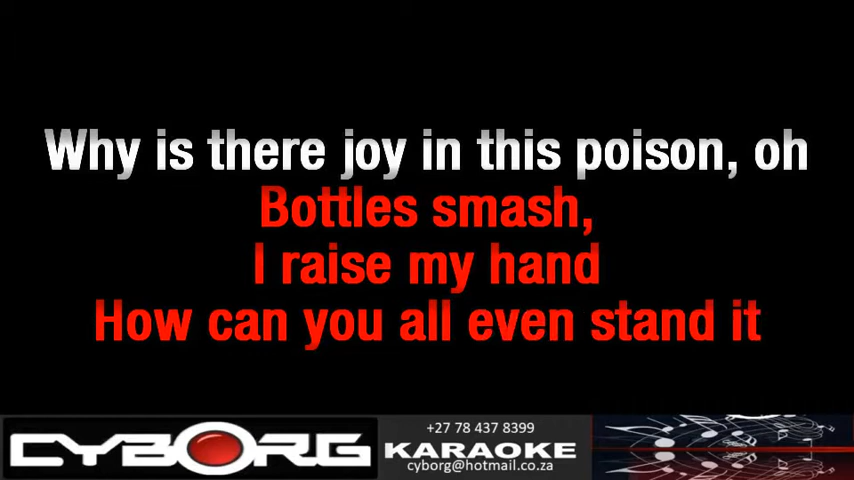 Why is there joy in this poison, oh
Bottles smash,
I raise my hand
How can you all even stand it
CYBORG
+27 78 437 8399
KARAOKE
cyborg@hotmail.co.za